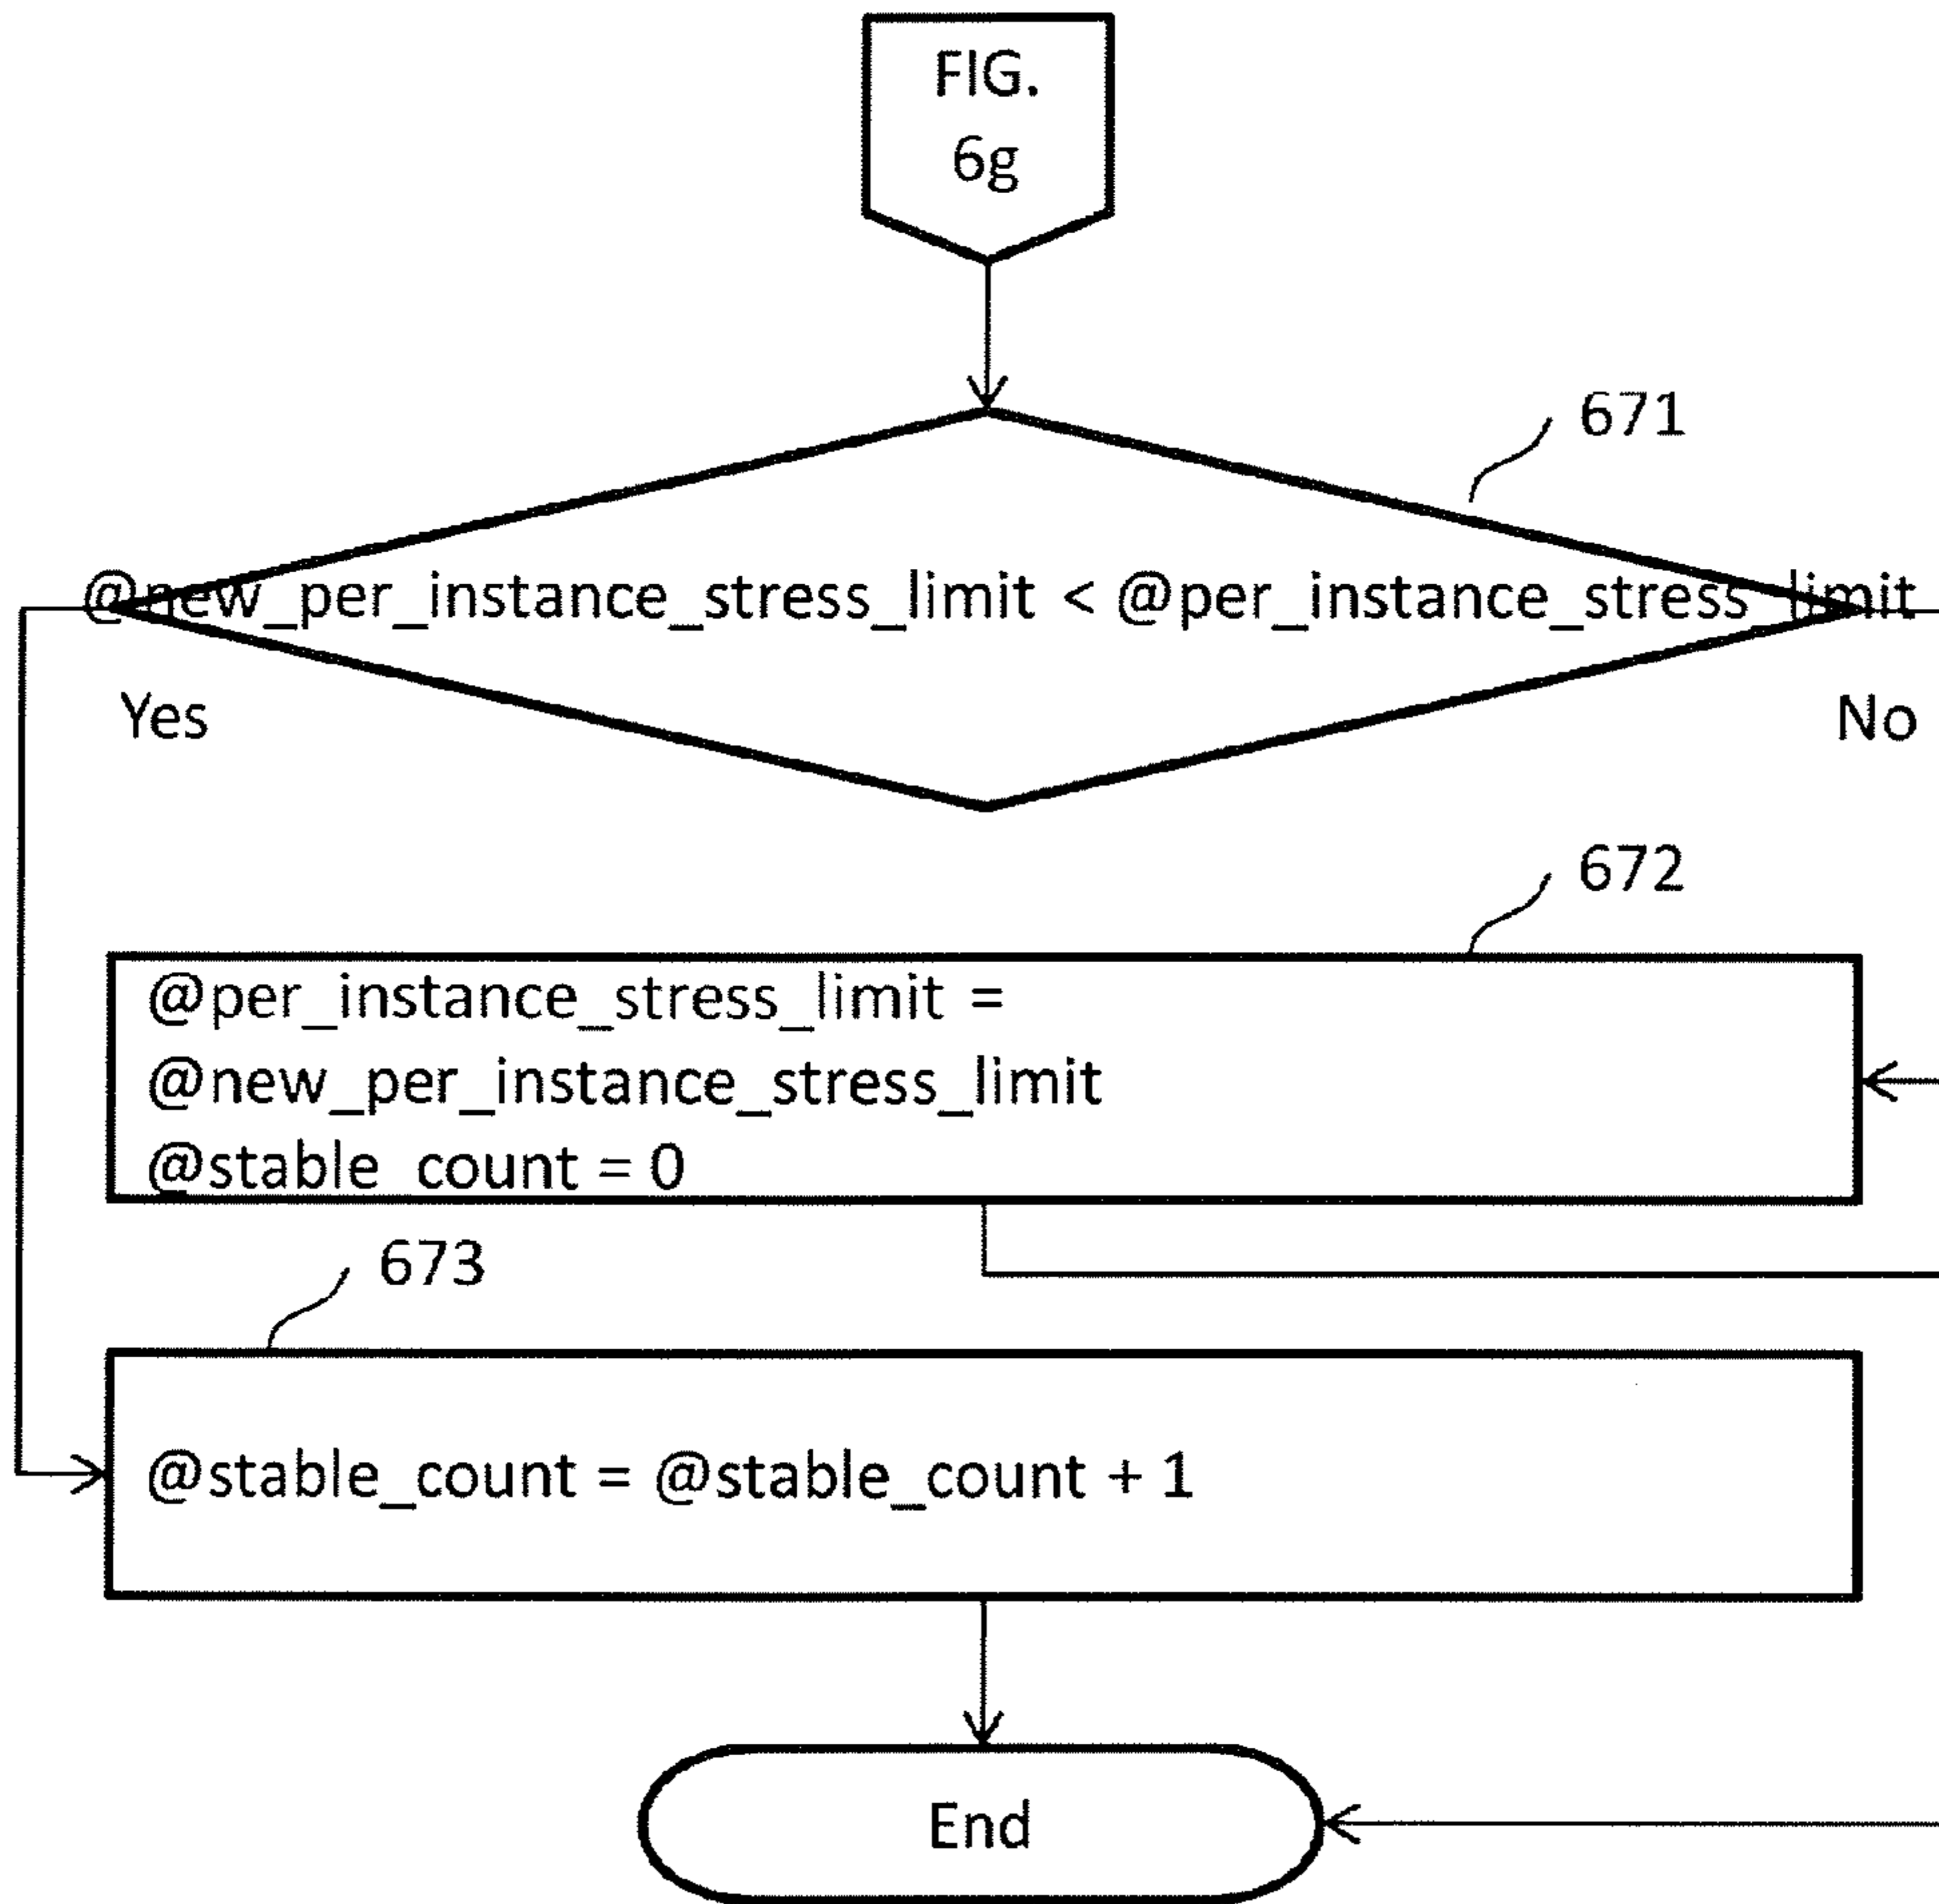 FIG.
6g
671
@new_per_instance_stress_limit < @per_instance_stress_limit
Yes
No
672
@per_instance_stress_limit =
@new_per_instance_stress_limit
@stable_count = 0
673
@stable_count = @stable_count + 1
End